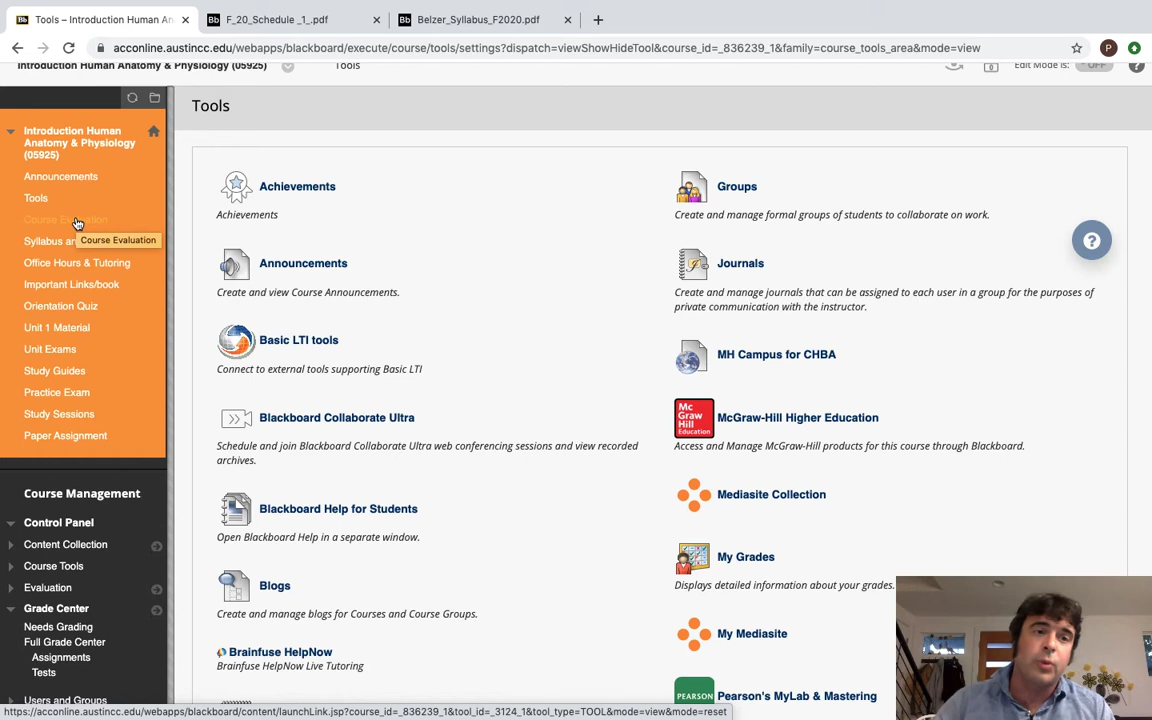 Tools – Introduction Human An
F_20_Schedule _1_.pdf
Belzer_Syllabus_F2020.pdf
acconline.austincc.edu/webapps/blackboard/execute/course/tools/settings?dispatch=viewShowHideTool&course_id=_836239_1&family=course_tools_area&mode=view
P
Introduction Human Anatomy & Physiology (05925)
Tools
Edit Mode is:
OFF
Introduction Human
Anatomy & Physiology
(05925)
Announcements
Tools
Course Evaluation
Course Evaluation
Syllabus an
Office Hours & Tutoring
Important Links/book
Orientation Quiz
Unit 1 Material
Unit Exams
Study Guides
Practice Exam
Study Sessions
Paper Assignment
Course Management
Control Panel
Content Collection
Course Tools
Evaluation
Grade Center
Needs Grading
Full Grade Center
Assignments
Tests
Users and Groups
Tools
Achievements
Achievements
Announcements
Create and view Course Announcements.
Basic LTI tools
Connect to external tools supporting Basic LTI
Blackboard Collaborate Ultra
Schedule and join Blackboard Collaborate Ultra web conferencing sessions and view recorded
archives.
Blackboard Help for Students
Open Blackboard Help in a separate window.
Blogs
Create and manage blogs for Courses and Course Groups.
Brainfuse HelpNow
Brainfuse HelpNow Live Tutoring
Groups
Create and manage formal groups of students to collaborate on work.
Journals
Create and manage journals that can be assigned to each user in a group for the purposes of
private communication with the instructor.
MH Campus for CHBA
Mc
Graw
Hill
Education
McGraw-Hill Higher Education
Access and Manage McGraw-Hill products for this course through Blackboard.
Mediasite Collection
My Grades
Displays detailed information about your grades.
My Mediasite
PEARSON
Pearson's MyLab & Mastering
https://acconline.austincc.edu/webapps/blackboard/content/launchLink.jsp?course_id=_836239_1&tool_id=_3124_1&tool_type=TOOL&mode=view&mode=reset